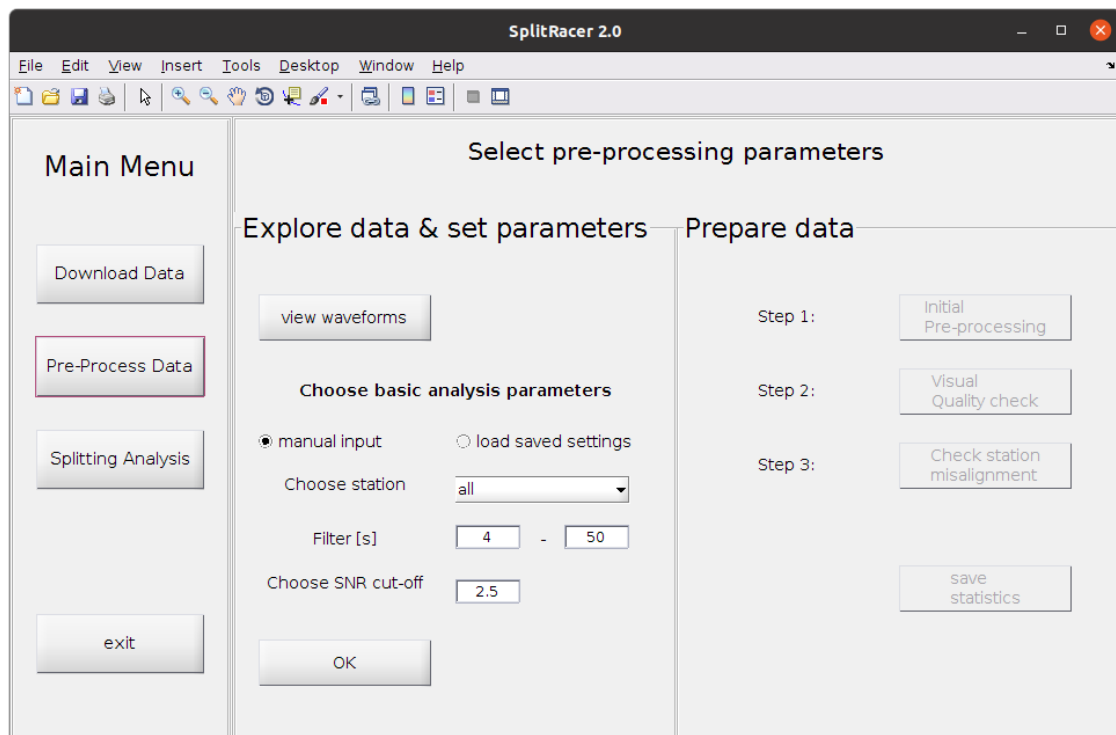 SplitRacer 2.0
File Edit View Insert Tools Desktop Window Help
Main Menu
Download Data
Pre-Process Data
Splitting Analysis
exit
Select pre-processing parameters
Explore data & set parameters
view waveforms
Choose basic analysis parameters
manual input
load saved settings
Choose station
all
Filter [s]
4 - 50
Choose SNR cut-off
2.5
OK
Prepare data
Step 1:
Initial
Pre-processing
Step 2:
Visual
Quality check
Step 3:
Check station
misalignment
save
statistics